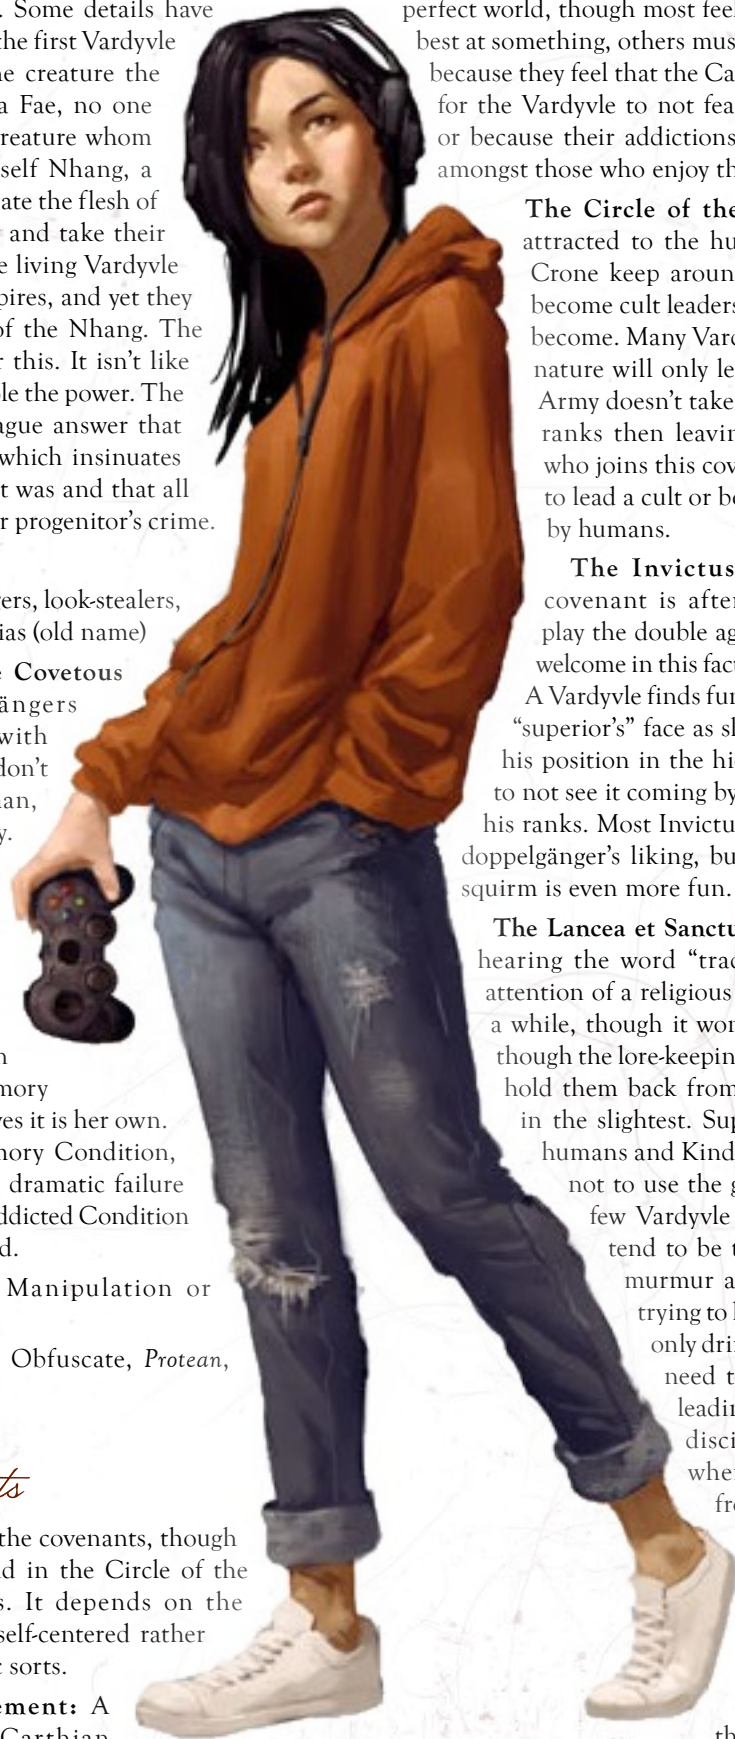 . Some details have
the first Vardyvle
creature the
a Fae, no one
creature whom
self Nhang, a
ate the flesh of
and take their
living Vardyvle
pires, and yet they
of the Nhang. The
this. It isn't like
le the power. The
ague answer that
which insinuates
t was and that all
r progenitor's crime.
ers, look-stealers,
ias (old name)
Covetous
ängers
with
don't
an,
y.
n
mory
ves it is her own.
mory Condition,
dramatic failure
ddicted Condition
d.
Manipulation or
Obfuscate, Protean,
ts
the covenants, though
d in the Circle of the
s. It depends on the
self-centered rather
c sorts.
ement: A
Carthian
perfect world, though most feel
best at something, others mus
because they feel that the Ca
for the Vardyvle to not fea
or because their addictions
amongst those who enjoy th
The Circle of the
attracted to the hu
Crone keep aroun
become cult leaders
become. Many Vard
nature will only le
Army doesn't take
ranks then leavin
who joins this cov
to lead a cult or b
by humans.
The Invictus
covenant is after
play the double ag
welcome in this fact
A Vardyvle finds fun
“superior's” face as sh
his position in the hi
to not see it coming by
his ranks. Most Invictu
doppelgänger's liking, bu
squirm is even more fun.
The Lancea et Sanctu
hearing the word “trad
attention of a religious
a while, though it wor
though the lore-keepin
hold them back from
in the slightest. Sup
humans and Kind
not to use the g
few Vardyvle
tend to be t
murmur a
trying to l
only dri
need t
leadin
disci
whe
fr
th